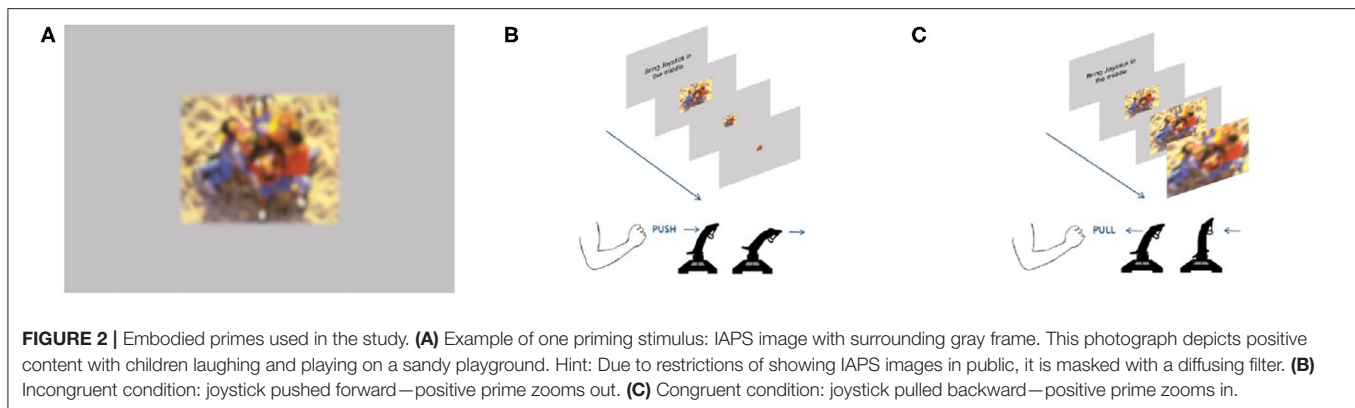 A
B
C
Bring Joystick in
the middle
Bring Joystick in
the middle
PUSH
PULL
FIGURE 2 | Embodied primes used in the study. (A) Example of one priming stimulus: IAPS image with surrounding gray frame. This photograph depicts positive
content with children laughing and playing on a sandy playground. Hint: Due to restrictions of showing IAPS images in public, it is masked with a diffusing filter. (B)
Incongruent condition: joystick pushed forward—positive prime zooms out. (C) Congruent condition: joystick pulled backward—positive prime zooms in.